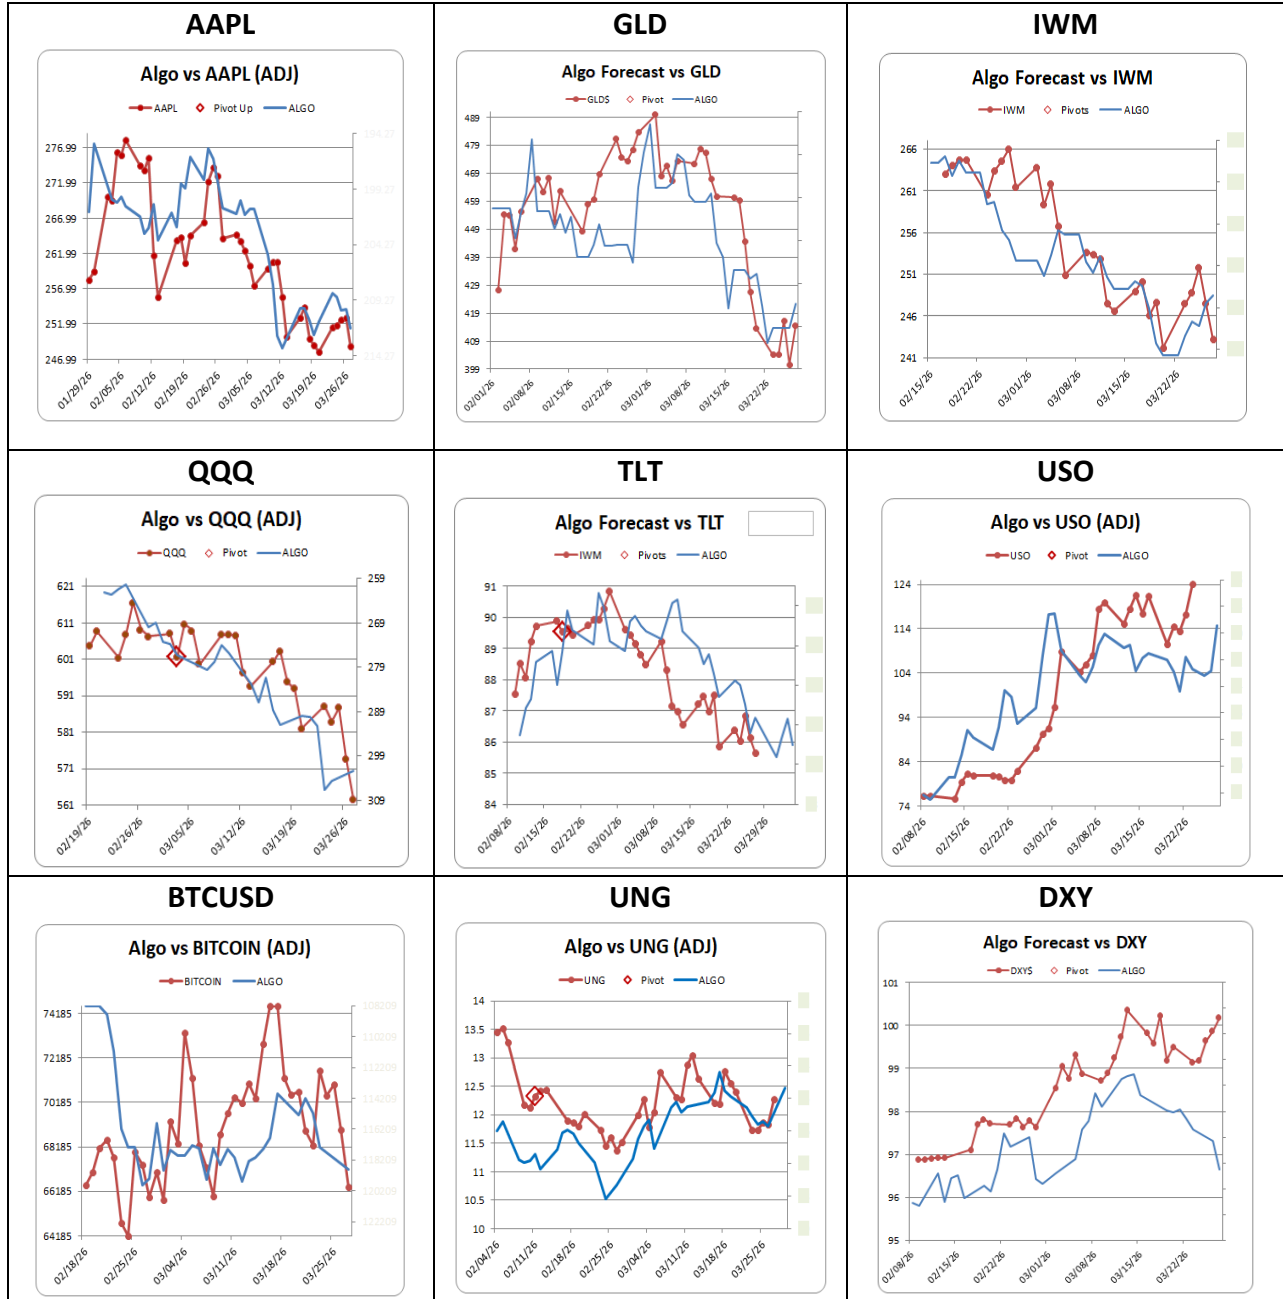 AAPL
Algo vs AAPL (ADJ)
AAPL Pivot Up ALGO
276.99
271.99
266.99
261.99
256.99
251.99
246.99
194.27
199.27
204.27
209.27
214.27
01/29/26 02/05/26 02/12/26 02/19/26 02/26/26 03/05/26 03/12/26 03/19/26 03/26/26
GLD
Algo Forecast vs GLD
GLD$ Pivot ALGO
489
479
469
459
449
439
429
419
409
399
02/01/26 02/08/26 02/15/26 02/22/26 03/01/26 03/08/26 03/15/26 03/22/26
IWM
Algo Forecast vs IWM
IWM Pivots ALGO
266
261
256
251
246
241
02/15/26 02/22/26 03/01/26 03/08/26 03/15/26 03/22/26
QQQ
Algo vs QQQ (ADJ)
QQQ Pivot ALGO
621
611
601
591
581
571
561
259
269
279
289
299
309
02/19/26 02/26/26 03/05/26 03/12/26 03/19/26 03/26/26
TLT
Algo Forecast vs TLT
IWM Pivots ALGO
91
90
89
88
87
86
85
84
02/08/26 02/15/26 02/22/26 03/01/26 03/08/26 03/15/26 03/22/26 03/29/26
USO
Algo vs USO (ADJ)
USO Pivot ALGO
124
114
104
94
84
74
02/08/26 02/15/26 02/22/26 03/01/26 03/08/26 03/15/26 03/22/26
BTCUSD
Algo vs BITCOIN (ADJ)
BITCOIN ALGO
74185
72185
70185
68185
66185
64185
108209
110209
112209
114209
116209
118209
120209
122209
02/18/26 02/25/26 03/04/26 03/11/26 03/18/26 03/25/26
UNG
Algo vs UNG (ADJ)
UNG Pivot ALGO
14
13.5
13
12.5
12
11.5
11
10.5
10
02/04/26 02/11/26 02/18/26 02/25/26 03/04/26 03/11/26 03/18/26 03/25/26
DXY
Algo Forecast vs DXY
DXY$ Pivot ALGO
101
100
99
98
97
96
95
02/08/26 02/15/26 02/22/26 03/01/26 03/08/26 03/15/26 03/22/26